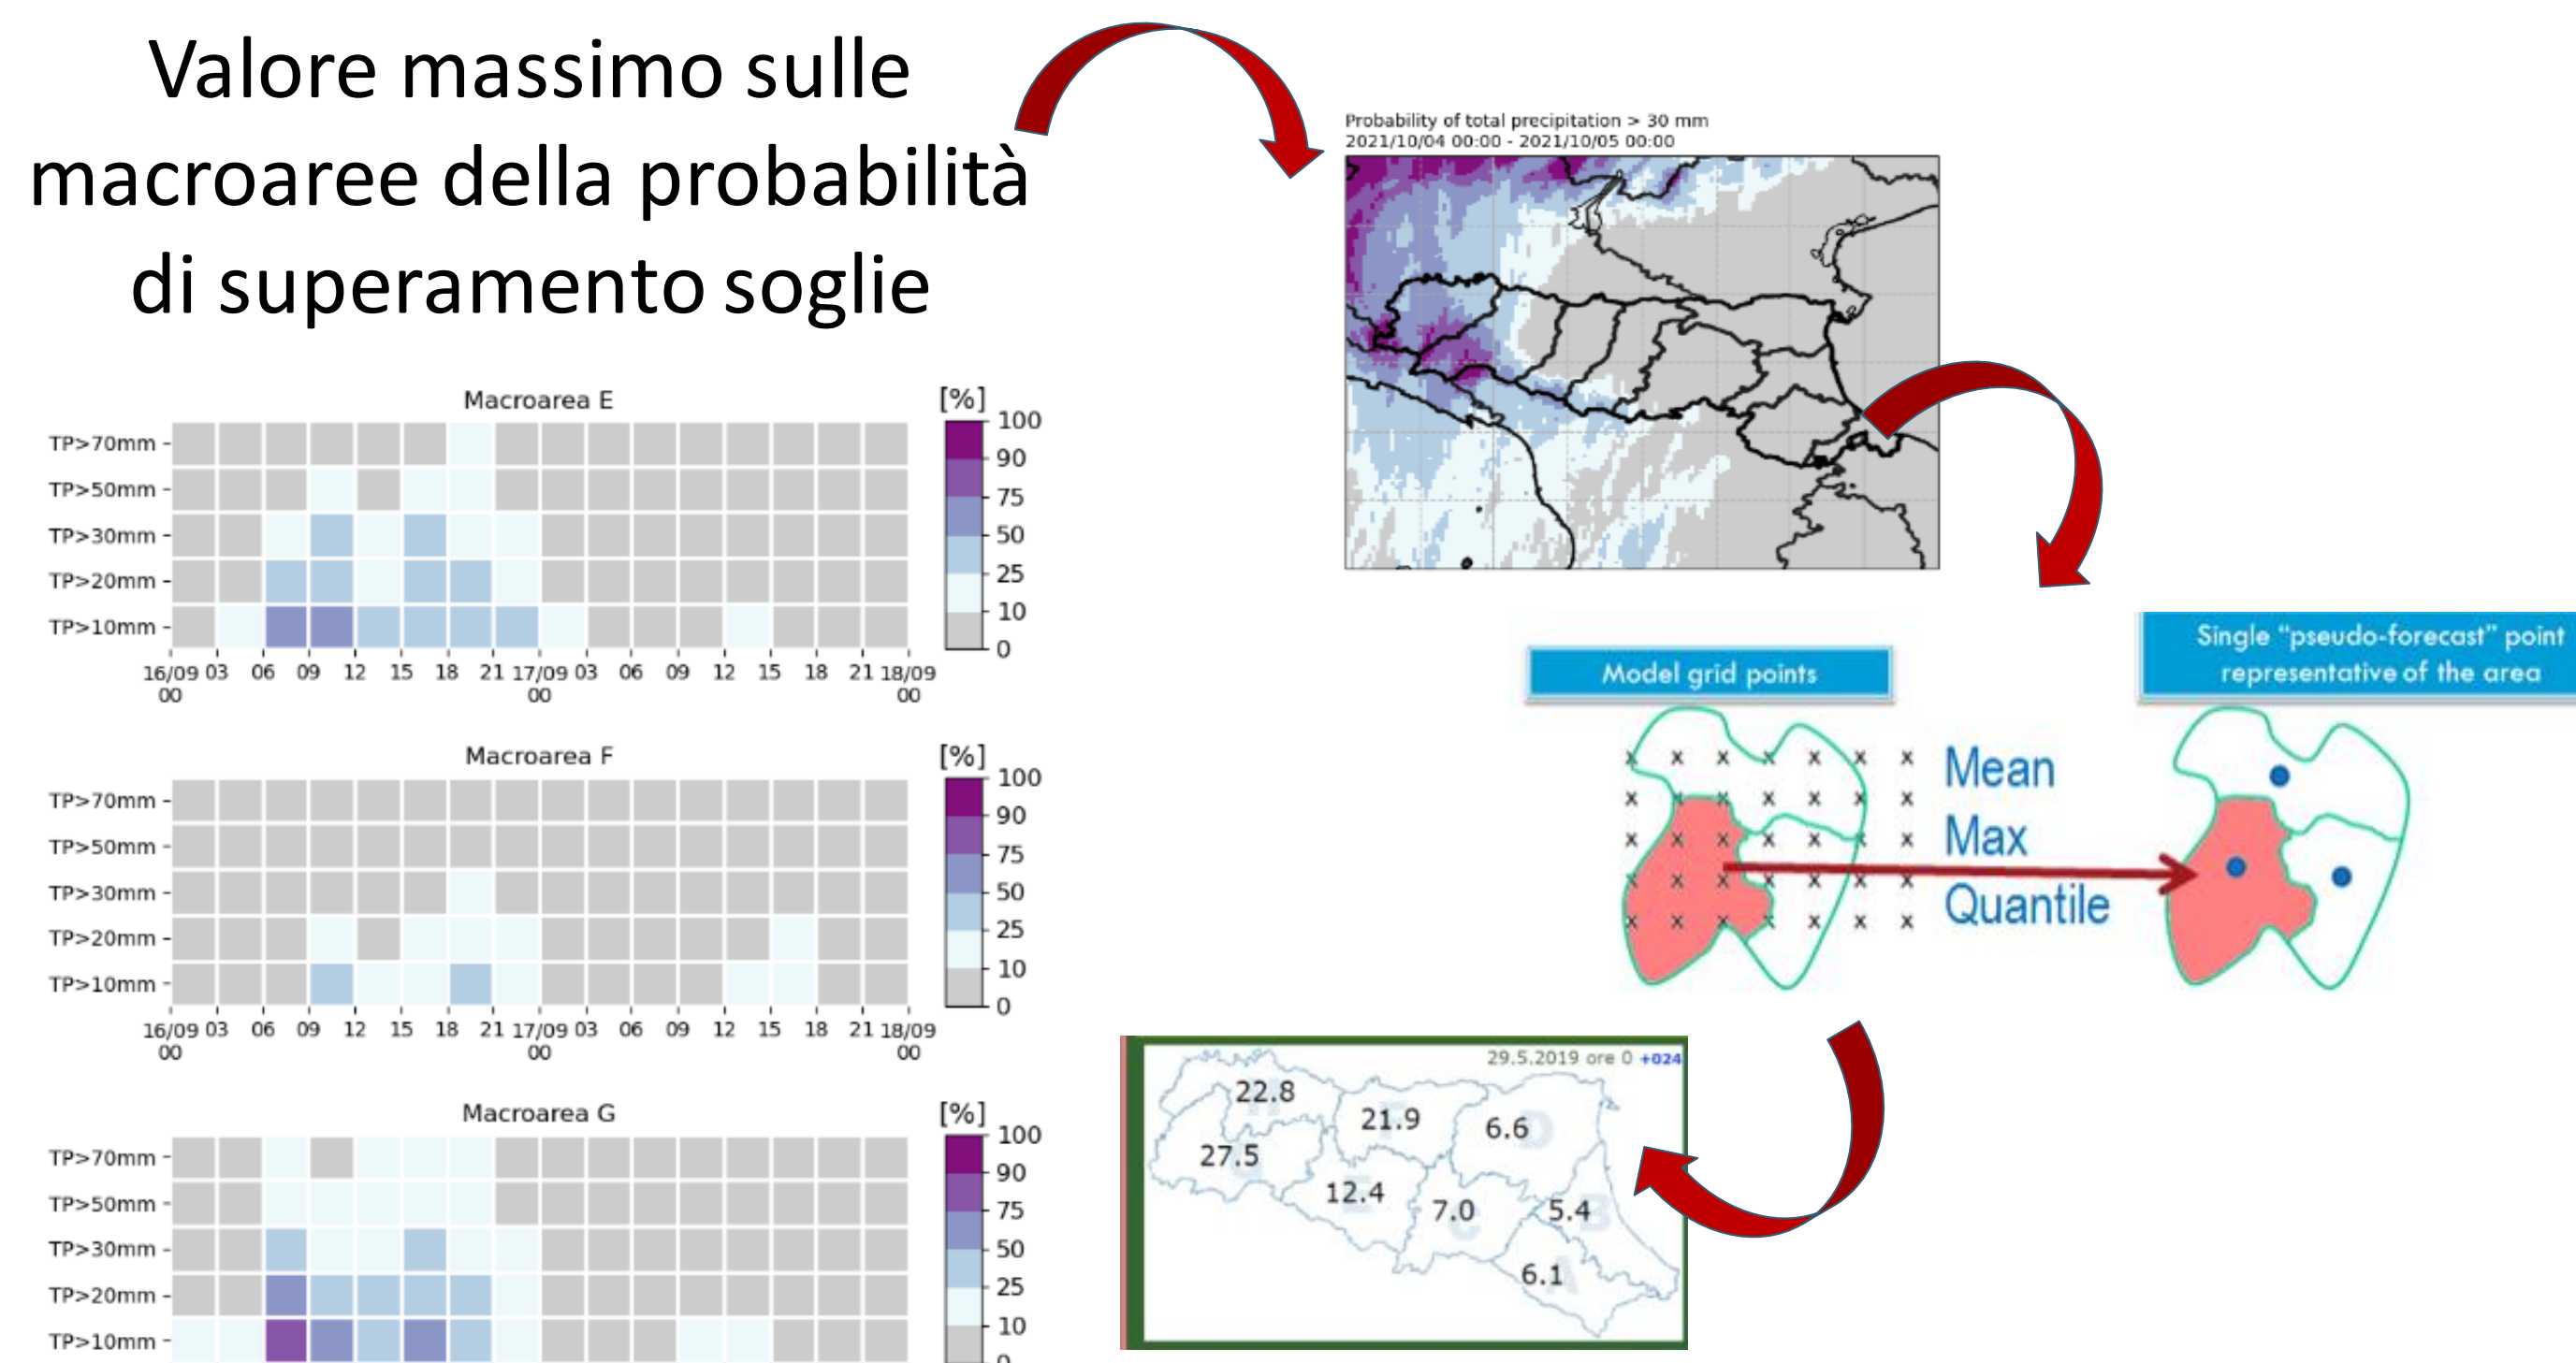 Valore massimo sulle
macroaree della probabilità
di superamento soglie
Probability of total precipitation > 30 mm
2021/10/04 00:00 - 2021/10/05 00:00
Macroarea E
[%]
TP>70mm
TP>50mm
TP>30mm
TP>20mm
TP>10mm
100
90
75
50
25
10
0
16/09 03 06 09 12 15 18 21 17/09 03 06 09 12 15 18 21 18/09
00 00 00
Macroarea F
[%]
TP>70mm
TP>50mm
TP>30mm
TP>20mm
TP>10mm
100
90
75
50
25
10
0
16/09 03 06 09 12 15 18 21 17/09 03 06 09 12 15 18 21 18/09
00 00 00
Macroarea G
[%]
TP>70mm
TP>50mm
TP>30mm
TP>20mm
TP>10mm
100
90
75
50
25
10
Model grid points
Single “pseudo-forecast” point
representative of the area
Mean
Max
Quantile
29.5.2019 ore 0 +024
22.8
21.9
6.6 D
27.5
12.4 E
7.0 C
5.4 B
6.1 A